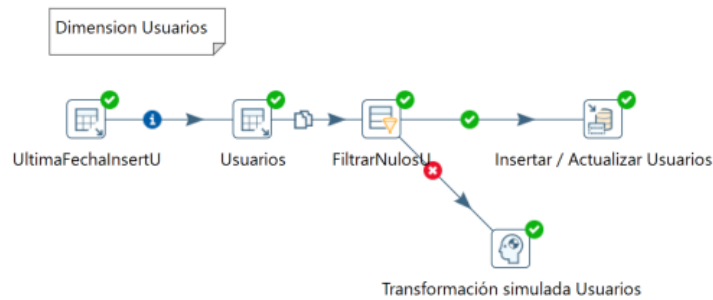 Dimension Usuarios
UltimaFechaInsertU
Usuarios
FiltrarNulosU
Insertar / Actualizar Usuarios
Transformación simulada Usuarios